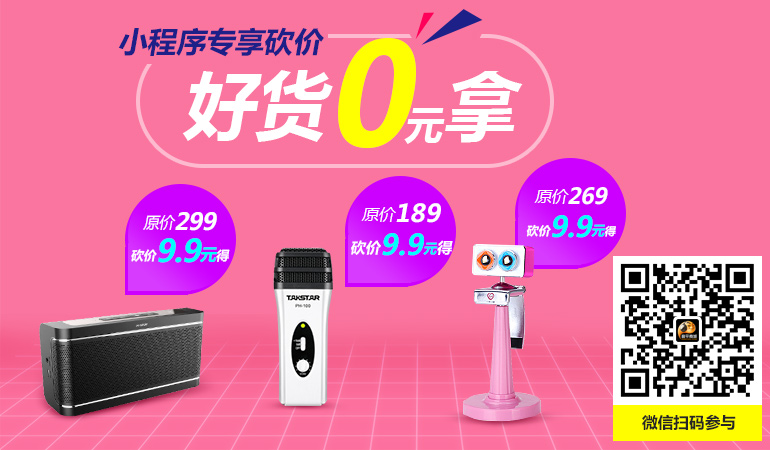 小程序专享砍价
好货0元拿
原价299
砍价9.9元得
原价189
砍价9.9元得
原价269
砍价9.9元得
TAKSTAR
PH-100
微信扫码参与